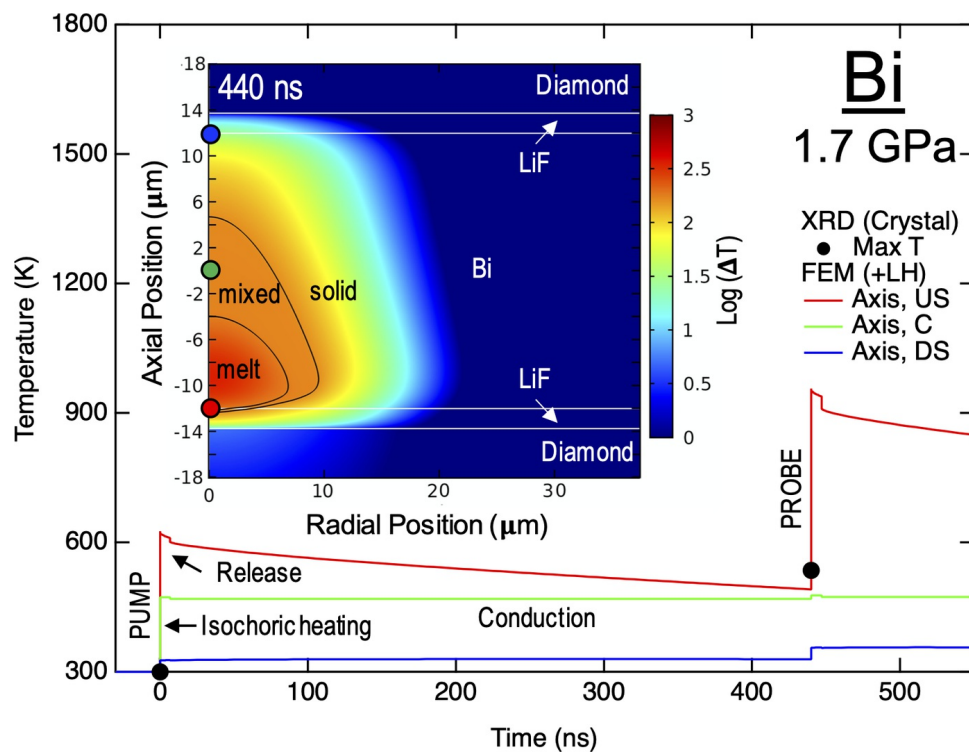 1800
1500
1200
900
600
300
Temperature (K)
0
100
200
300
400
500
Time (ns)
Bi
1.7 GPa
XRD (Crystal)
Max T
FEM (+LH)
Axis, US
Axis, C
Axis, DS
PUMP
Release
Isochoric heating
Conduction
PROBE
440 ns
Diamond
LiF
Bi
mixed
solid
melt
LiF
Diamond
18
14
10
6
2
-2
-6
-10
-14
-18
Axial Position (μm)
0
10
20
30
Radial Position (μm)
3
2.5
2
1.5
1
0.5
0
Log (ΔT)